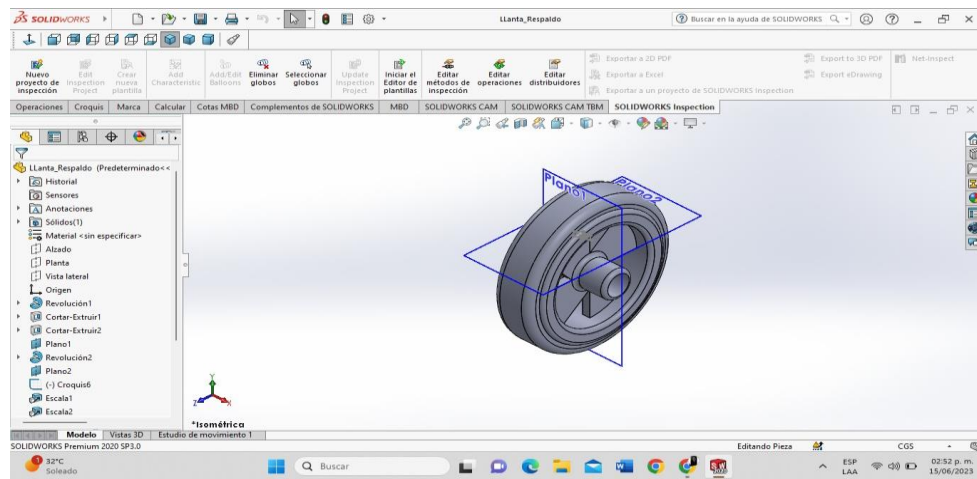 SOLIDWORKS
LLanta_Respaldo
Buscar en la ayuda de SOLIDWORKS
Nuevo proyecto de inspección
Edit Inspection Project
Crear nueva plantilla
Add Characteristic
Add/Edit Balloons
Eliminar globos
Seleccionar globos
Update Inspection Project
Iniciar el Editor de plantillas
Editar métodos de inspección
Editar operaciones
Editar distribuidores
Exportar a 2D PDF
Exportar a Excel
Exportar a un proyecto de SOLIDWORKS Inspection
Export to 3D PDF
Export eDrawing
Net-Inspect
Operaciones Croquis Marca Calcular Cotas MBD Complementos de SOLIDWORKS MBD SOLIDWORKS CAM SOLIDWORKS CAM TBM SOLIDWORKS Inspection
LLanta_Respaldo (Predeterminado<<
Historial
Sensores
Anotaciones
Sólidos(1)
Material <sin especificar>
Alzado
Planta
Vista lateral
Origen
Revolución1
Cortar-Extruir1
Cortar-Extruir2
Plano1
Revolución2
Plano2
(-) Croquis6
Escala1
Escala2
Plano1
Plano2
Y
Z
X
*Isométrica
Modelo Vistas 3D Estudio de movimiento 1
SOLIDWORKS Premium 2020 SP3.0
Editando Pieza
CGS
32°C
Soleado
Buscar
ESP
LAA
02:52 p. m.
15/06/2023